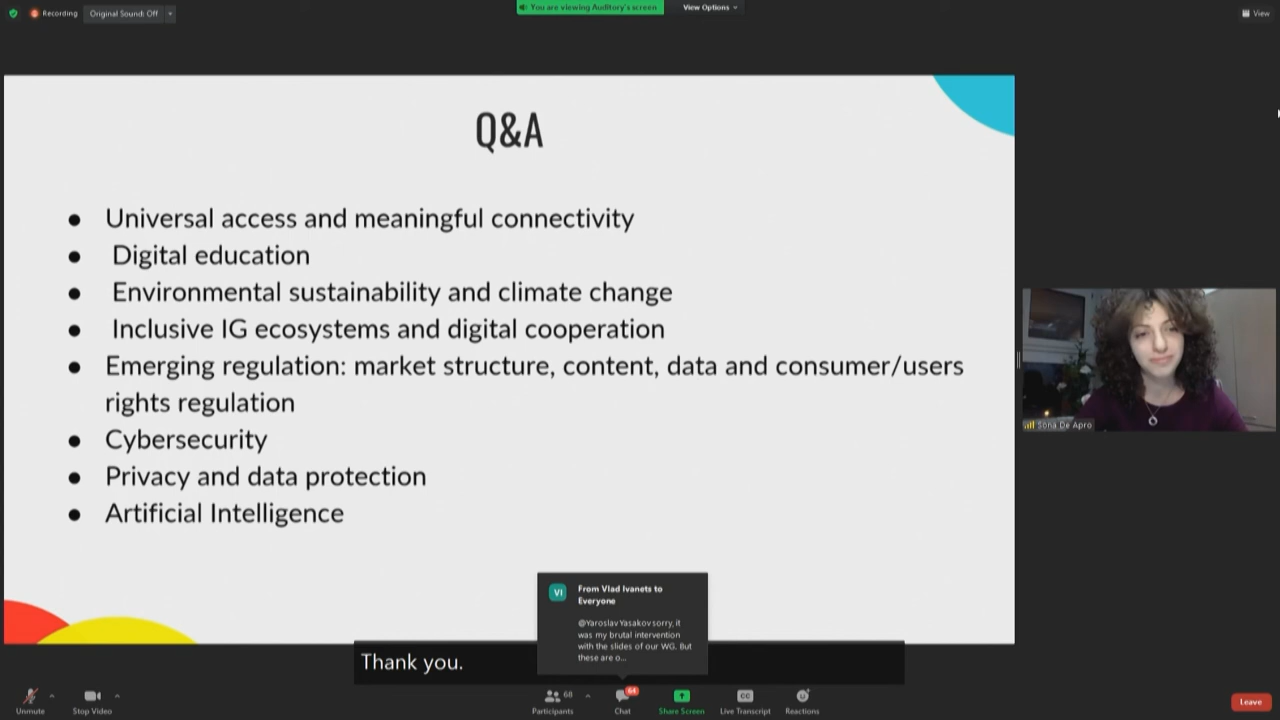 Recording
Original Sound: Off
You are viewing Auditory's screen
View Options
View
Q&A
● Universal access and meaningful connectivity
● Digital education
● Environmental sustainability and climate change
● Inclusive IG ecosystems and digital cooperation
● Emerging regulation: market structure, content, data and consumer/users
rights regulation
● Cybersecurity
● Privacy and data protection
● Artificial Intelligence
Sona De Apro
VI
From Vlad Ivanets to
Everyone
@Yaroslav Yasakov sorry, it
was my brutal intervention
with the slides of our WG. But
these are o...
Thank you.
Unmute
Stop Video
68
Participants
64
Chat
Share Screen
CC
Live Transcript
Reactions
Leave